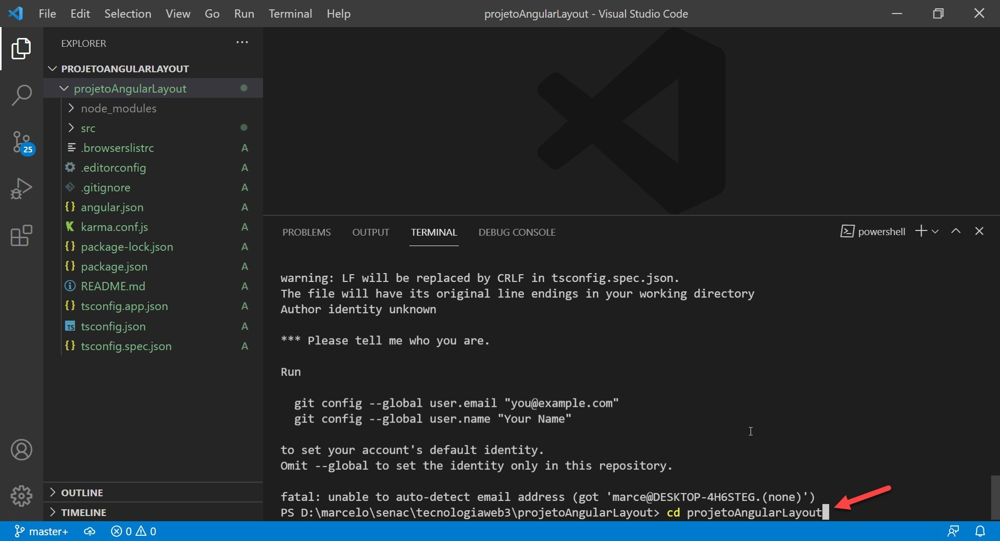 File Edit Selection View Go Run Terminal Help
projetoAngularLayout - Visual Studio Code
EXPLORER
PROJETOANGULARLAYOUT
projetoAngularLayout
node_modules
src
.browserslistrc A
.editorconfig A
.gitignore A
angular.json A
karma.conf.js A
package-lock.json A
package.json A
README.md A
tsconfig.app.json A
tsconfig.json A
tsconfig.spec.json A
OUTLINE
TIMELINE
25
PROBLEMS OUTPUT TERMINAL DEBUG CONSOLE
powershell
warning: LF will be replaced by CRLF in tsconfig.spec.json.
The file will have its original line endings in your working directory
Author identity unknown
*** Please tell me who you are.
Run
git config --global user.email "you@example.com"
git config --global user.name "Your Name"
to set your account's default identity.
Omit --global to set the identity only in this repository.
fatal: unable to auto-detect email address (got 'marce@DESKTOP-4H6STEG.(none)')
PS D:\marcelo\senac\tecnologiaweb3\projetoAngularLayout> cd projetoAngularLayout
master+ 0 0